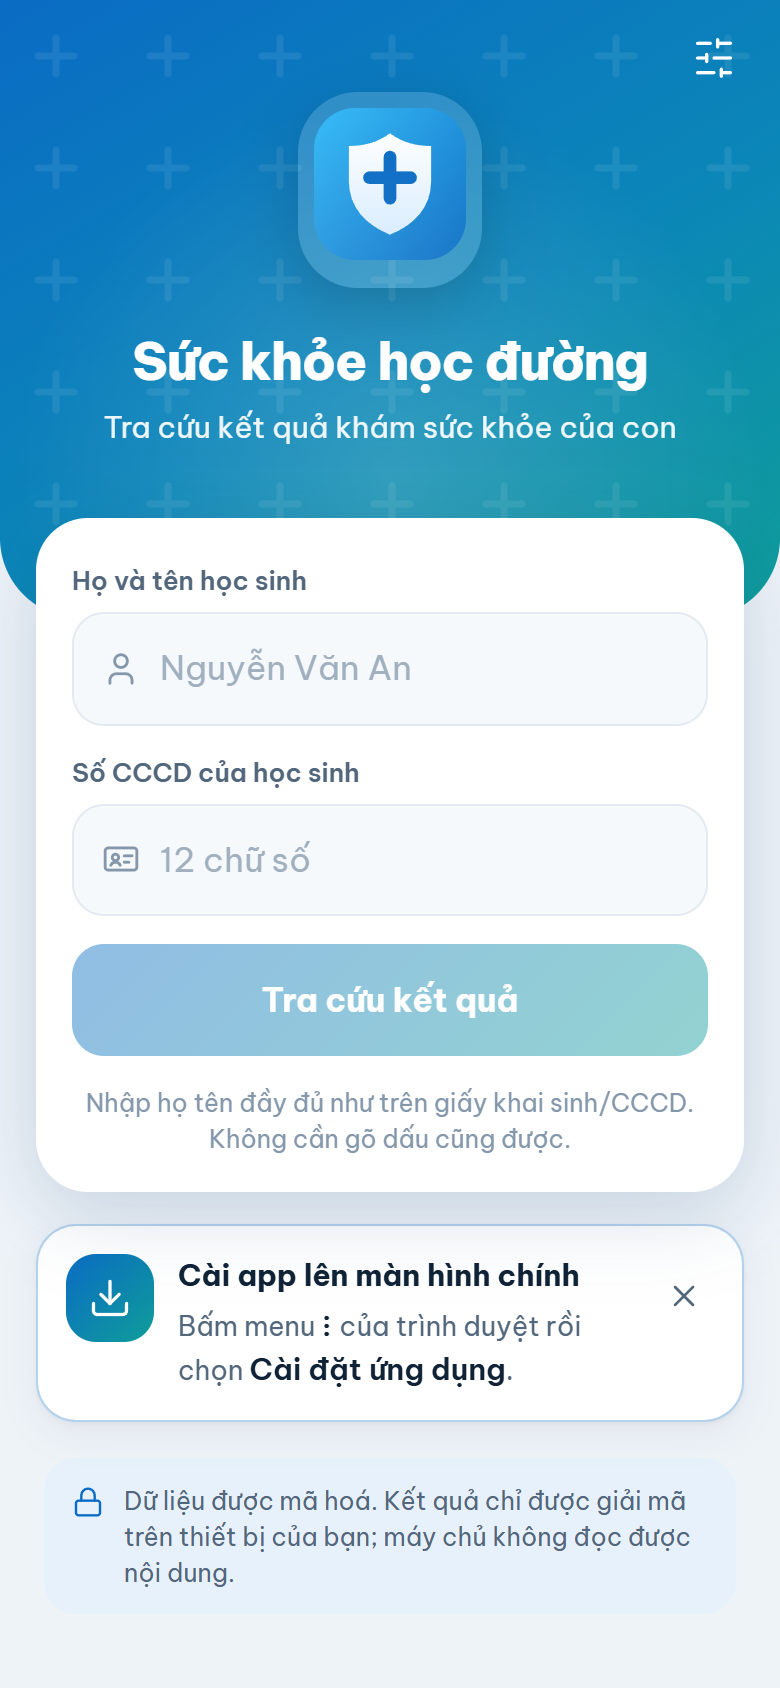 Sức khỏe học đường
Tra cứu kết quả khám sức khỏe của con
Họ và tên học sinh
Nguyễn Văn An
Số CCCD của học sinh
12 chữ số
Tra cứu kết quả
Nhập họ tên đầy đủ như trên giấy khai sinh/CCCD.
Không cần gõ dấu cũng được.
Cài app lên màn hình chính
Bấm menu ⋮ của trình duyệt rồi
chọn Cài đặt ứng dụng.
Dữ liệu được mã hoá. Kết quả chỉ được giải mã
trên thiết bị của bạn; máy chủ không đọc được
nội dung.